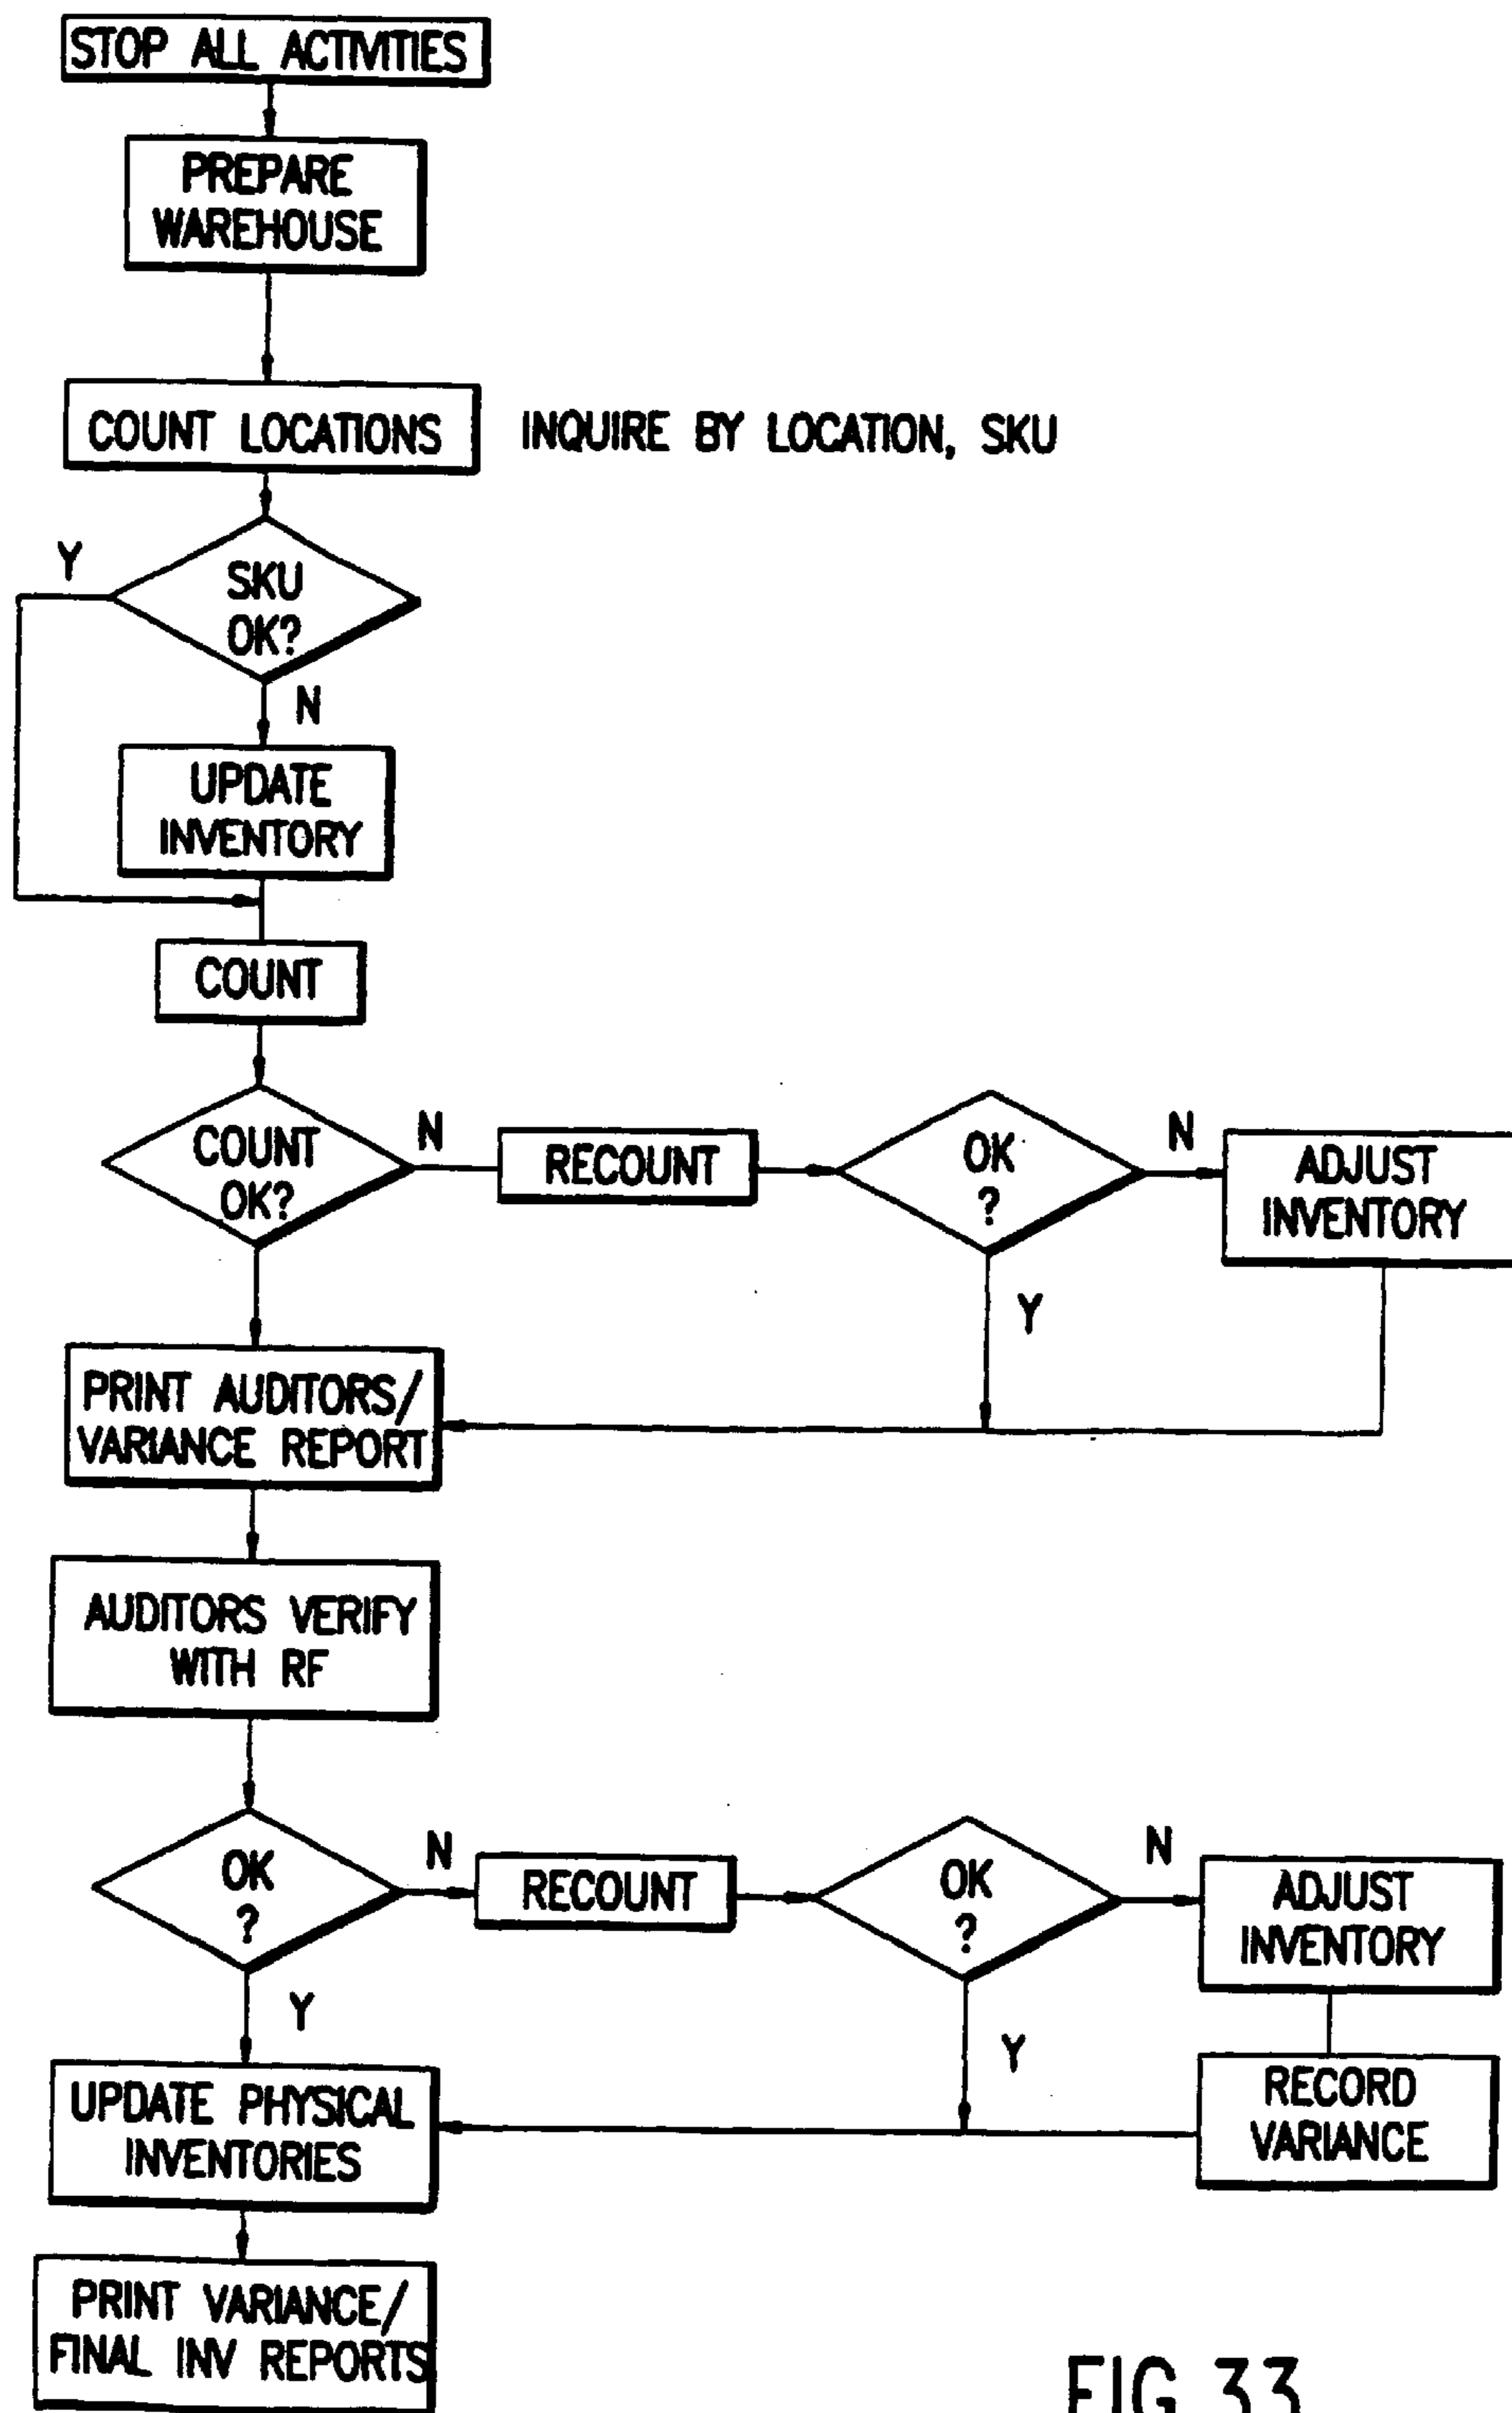 STOP ALL ACTIVITIES
PREPARE
WAREHOUSE
COUNT LOCATIONS
INQUIRE BY LOCATION, SKU
Y
SKU
OK?
N
UPDATE
INVENTORY
COUNT
COUNT
OK?
N
RECOUNT
OK
?
N
ADJUST
INVENTORY
Y
PRINT AUDITORS/
VARIANCE REPORT
AUDITORS VERIFY
WITH RF
OK
?
N
RECOUNT
OK
?
N
ADJUST
INVENTORY
Y
Y
RECORD
VARIANCE
UPDATE PHYSICAL
INVENTORIES
PRINT VARIANCE/
FINAL INV REPORTS
FIG.33